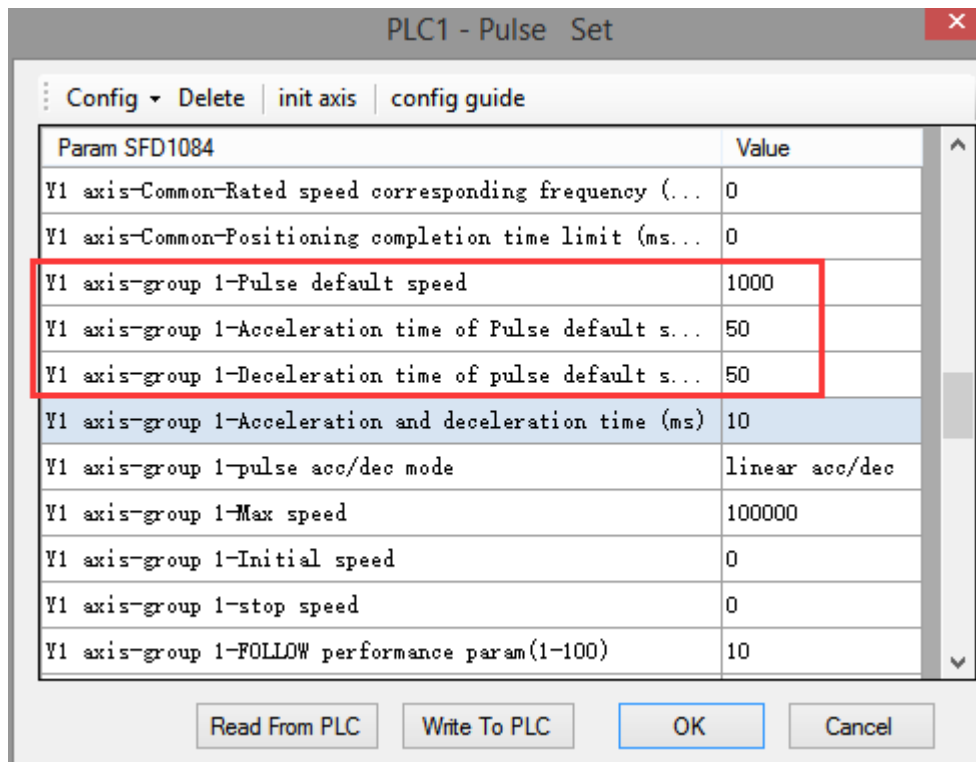 PLC1 - Pulse Set
Config Delete init axis config guide
Param SFD1084 Value
Y1 axis-Common-Rated speed corresponding frequency (... 0
Y1 axis-Common-Positioning completion time limit (ms... 0
Y1 axis-group 1-Pulse default speed 1000
Y1 axis-group 1-Acceleration time of Pulse default s... 50
Y1 axis-group 1-Deceleration time of pulse default s... 50
Y1 axis-group 1-Acceleration and deceleration time (ms) 10
Y1 axis-group 1-pulse acc/dec mode linear acc/dec
Y1 axis-group 1-Max speed 100000
Y1 axis-group 1-Initial speed 0
Y1 axis-group 1-stop speed 0
Y1 axis-group 1-FOLLOW performance param(1-100) 10
Read From PLC Write To PLC OK Cancel